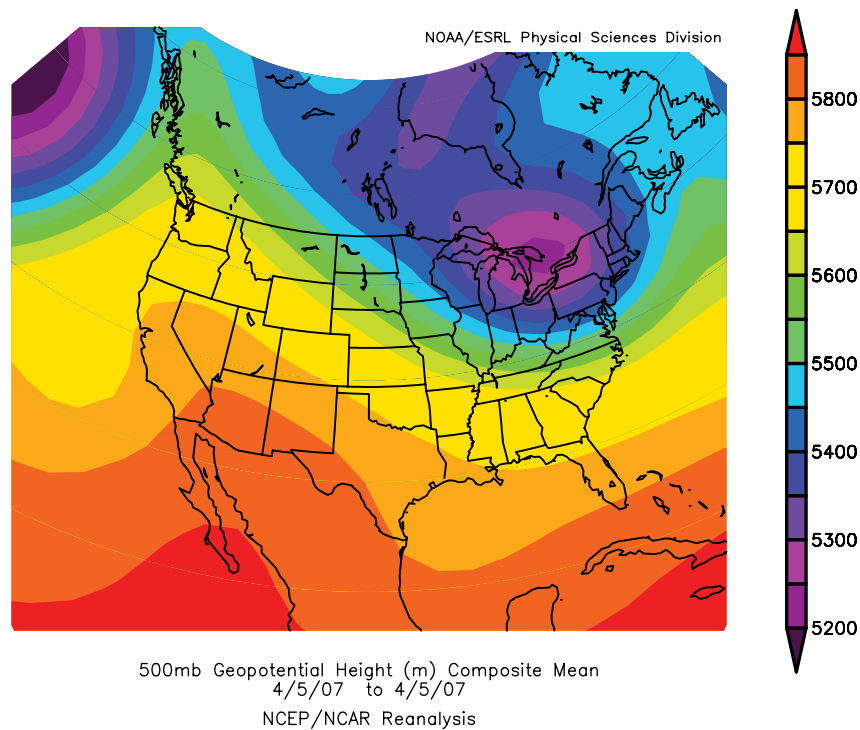 NOAA/ESRL Physical Sciences Division
5800
5700
5600
5500
5400
5300
5200
500mb Geopotential Height (m) Composite Mean
4/5/07 to 4/5/07
NCEP/NCAR Reanalysis